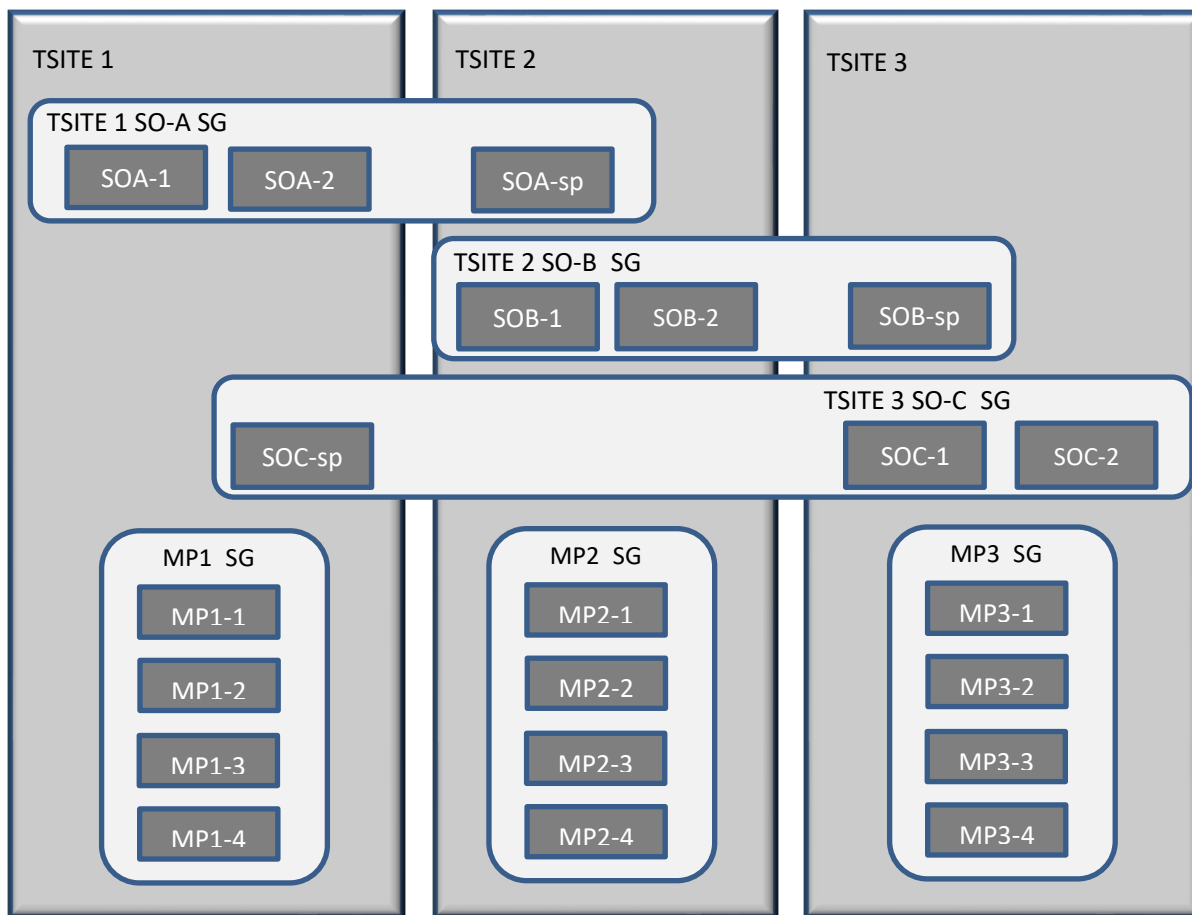 TSITE 1
TSITE 2
TSITE 3
TSITE 1 SO-A SG
SOA-1
SOA-2
SOA-sp
TSITE 2 SO-B SG
SOB-1
SOB-2
SOB-sp
TSITE 3 SO-C SG
SOC-sp
SOC-1
SOC-2
MP1 SG
MP1-1
MP1-2
MP1-3
MP1-4
MP2 SG
MP2-1
MP2-2
MP2-3
MP2-4
MP3 SG
MP3-1
MP3-2
MP3-3
MP3-4